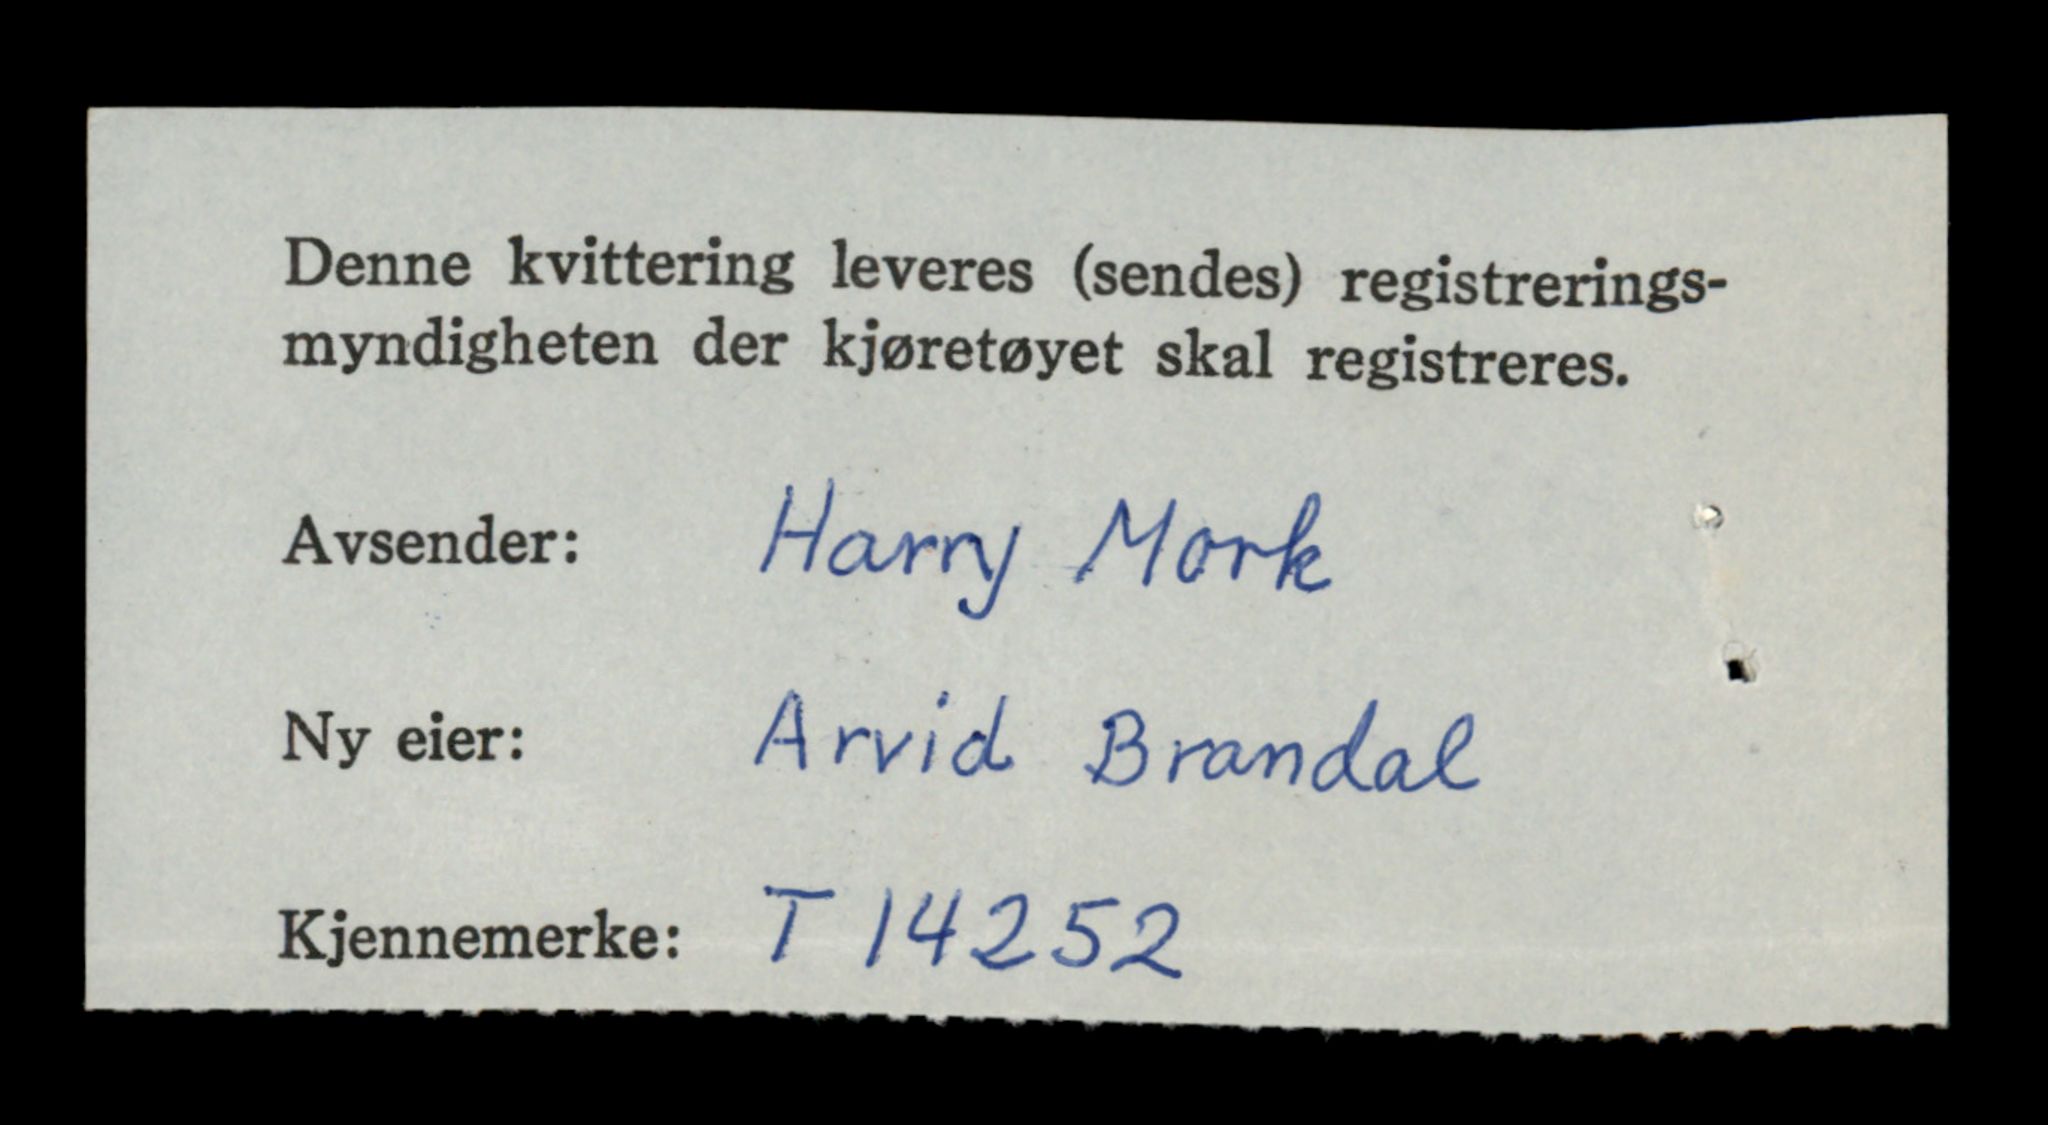 Denne kvittering leveres (sendes) registrerings-
myndigheten der kjøretøyet skal registreres.
Avsender: Harry Mork
Ny eier: Arvid Brandal
Kjennemerke: T 14252